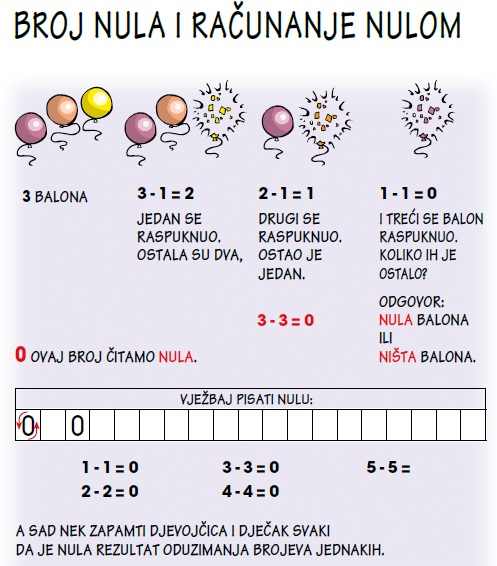 BROJ NULA I RAČUNANJE NULOM
3 BALONA
3 - 1 = 2
JEDAN SE
RASPUKNUO.
OSTALA SU DVA,
2 - 1 = 1
DRUGI SE
RASPUKNUO.
OSTAO JE
JEDAN.
3 - 3 = 0
1 - 1 = 0
I TREĆI SE BALON
RASPUKNUO.
KOLIKO IH JE
OSTALO?
ODGOVOR:
NULA BALONA
ILI
NIŠTA BALONA.
0 OVAJ BROJ ČITAMO NULA.
VJEŽBAJ PISATI NULU:
0 0
1 - 1 = 0 3 - 3 = 0 5 - 5 =
2 - 2 = 0 4 - 4 = 0
A SAD NEK ZAPAMTI DJEVOJČICA I DJEČAK SVAKI
DA JE NULA REZULTAT ODUZIMANJA BROJEVA JEDNAKIH.